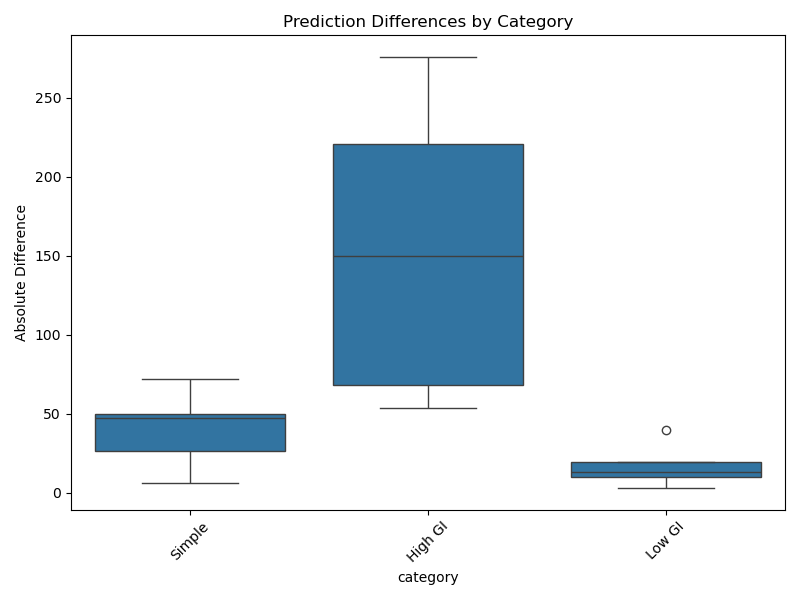 Prediction Differences by Category
Absolute Difference
250
200
150
100
50
0
Simple
High GI
Low GI
category